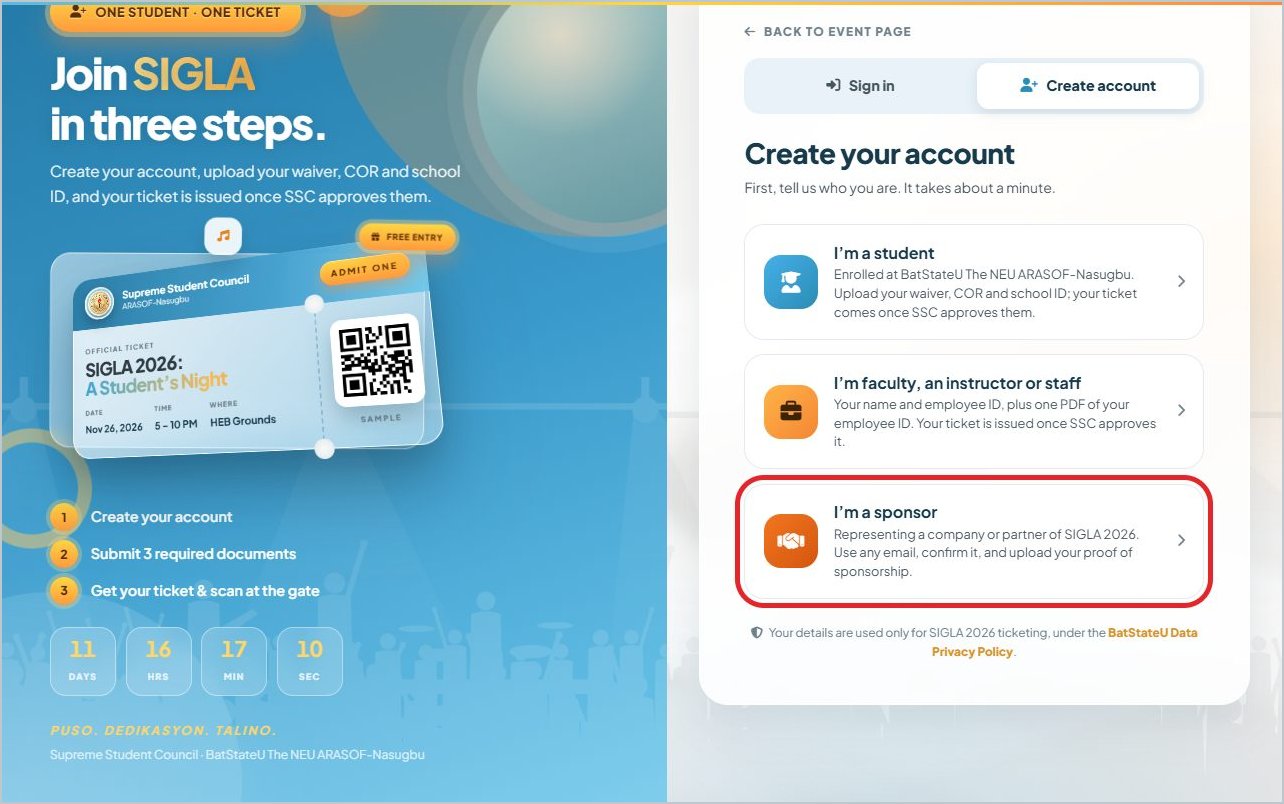 ONE STUDENT · ONE TICKET
Join SIGLA
in three steps.
Create your account, upload your waiver, COR and school
ID, and your ticket is issued once SSC approves them.
FREE ENTRY
ADMIT ONE
Supreme Student Council
ARASOF-Nasugbu
OFFICIAL TICKET
SIGLA 2026:
A Student's Night
DATE TIME WHERE
Nov 26, 2026 5 – 10 PM HEB Grounds
SAMPLE
1 Create your account
2 Submit 3 required documents
3 Get your ticket & scan at the gate
11 16 17 10
DAYS HRS MIN SEC
PUSO. DEDIKASYON. TALINO.
Supreme Student Council · BatStateU The NEU ARASOF-Nasugbu
BACK TO EVENT PAGE
Sign in Create account
Create your account
First, tell us who you are. It takes about a minute.
I'm a student
Enrolled at BatStateU The NEU ARASOF-Nasugbu.
Upload your waiver, COR and school ID; your ticket
comes once SSC approves them.
I'm faculty, an instructor or staff
Your name and employee ID, plus one PDF of your
employee ID. Your ticket is issued once SSC approves
it.
I'm a sponsor
Representing a company or partner of SIGLA 2026.
Use any email, confirm it, and upload your proof of
sponsorship.
Your details are used only for SIGLA 2026 ticketing, under the BatStateU Data
Privacy Policy.